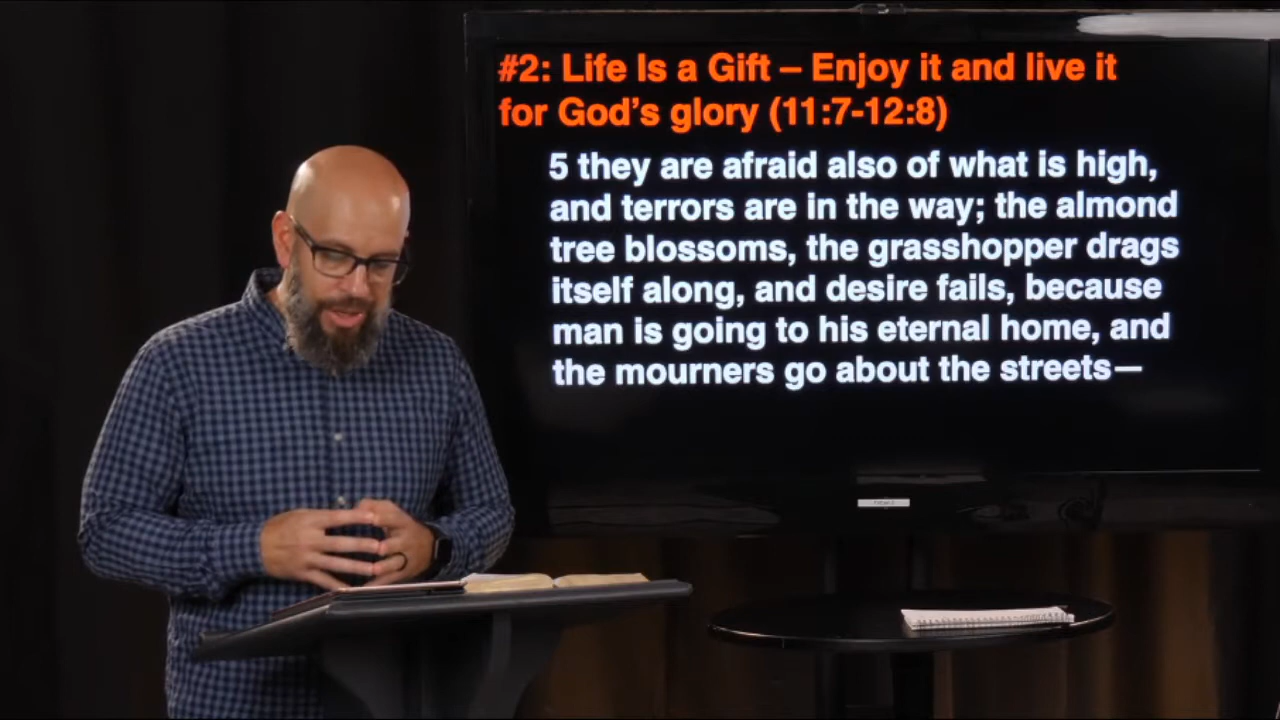 #2: Life Is a Gift – Enjoy it and live it
for God's glory (11:7-12:8)
5 they are afraid also of what is high,
and terrors are in the way; the almond
tree blossoms, the grasshopper drags
itself along, and desire fails, because
man is going to his eternal home, and
the mourners go about the streets—